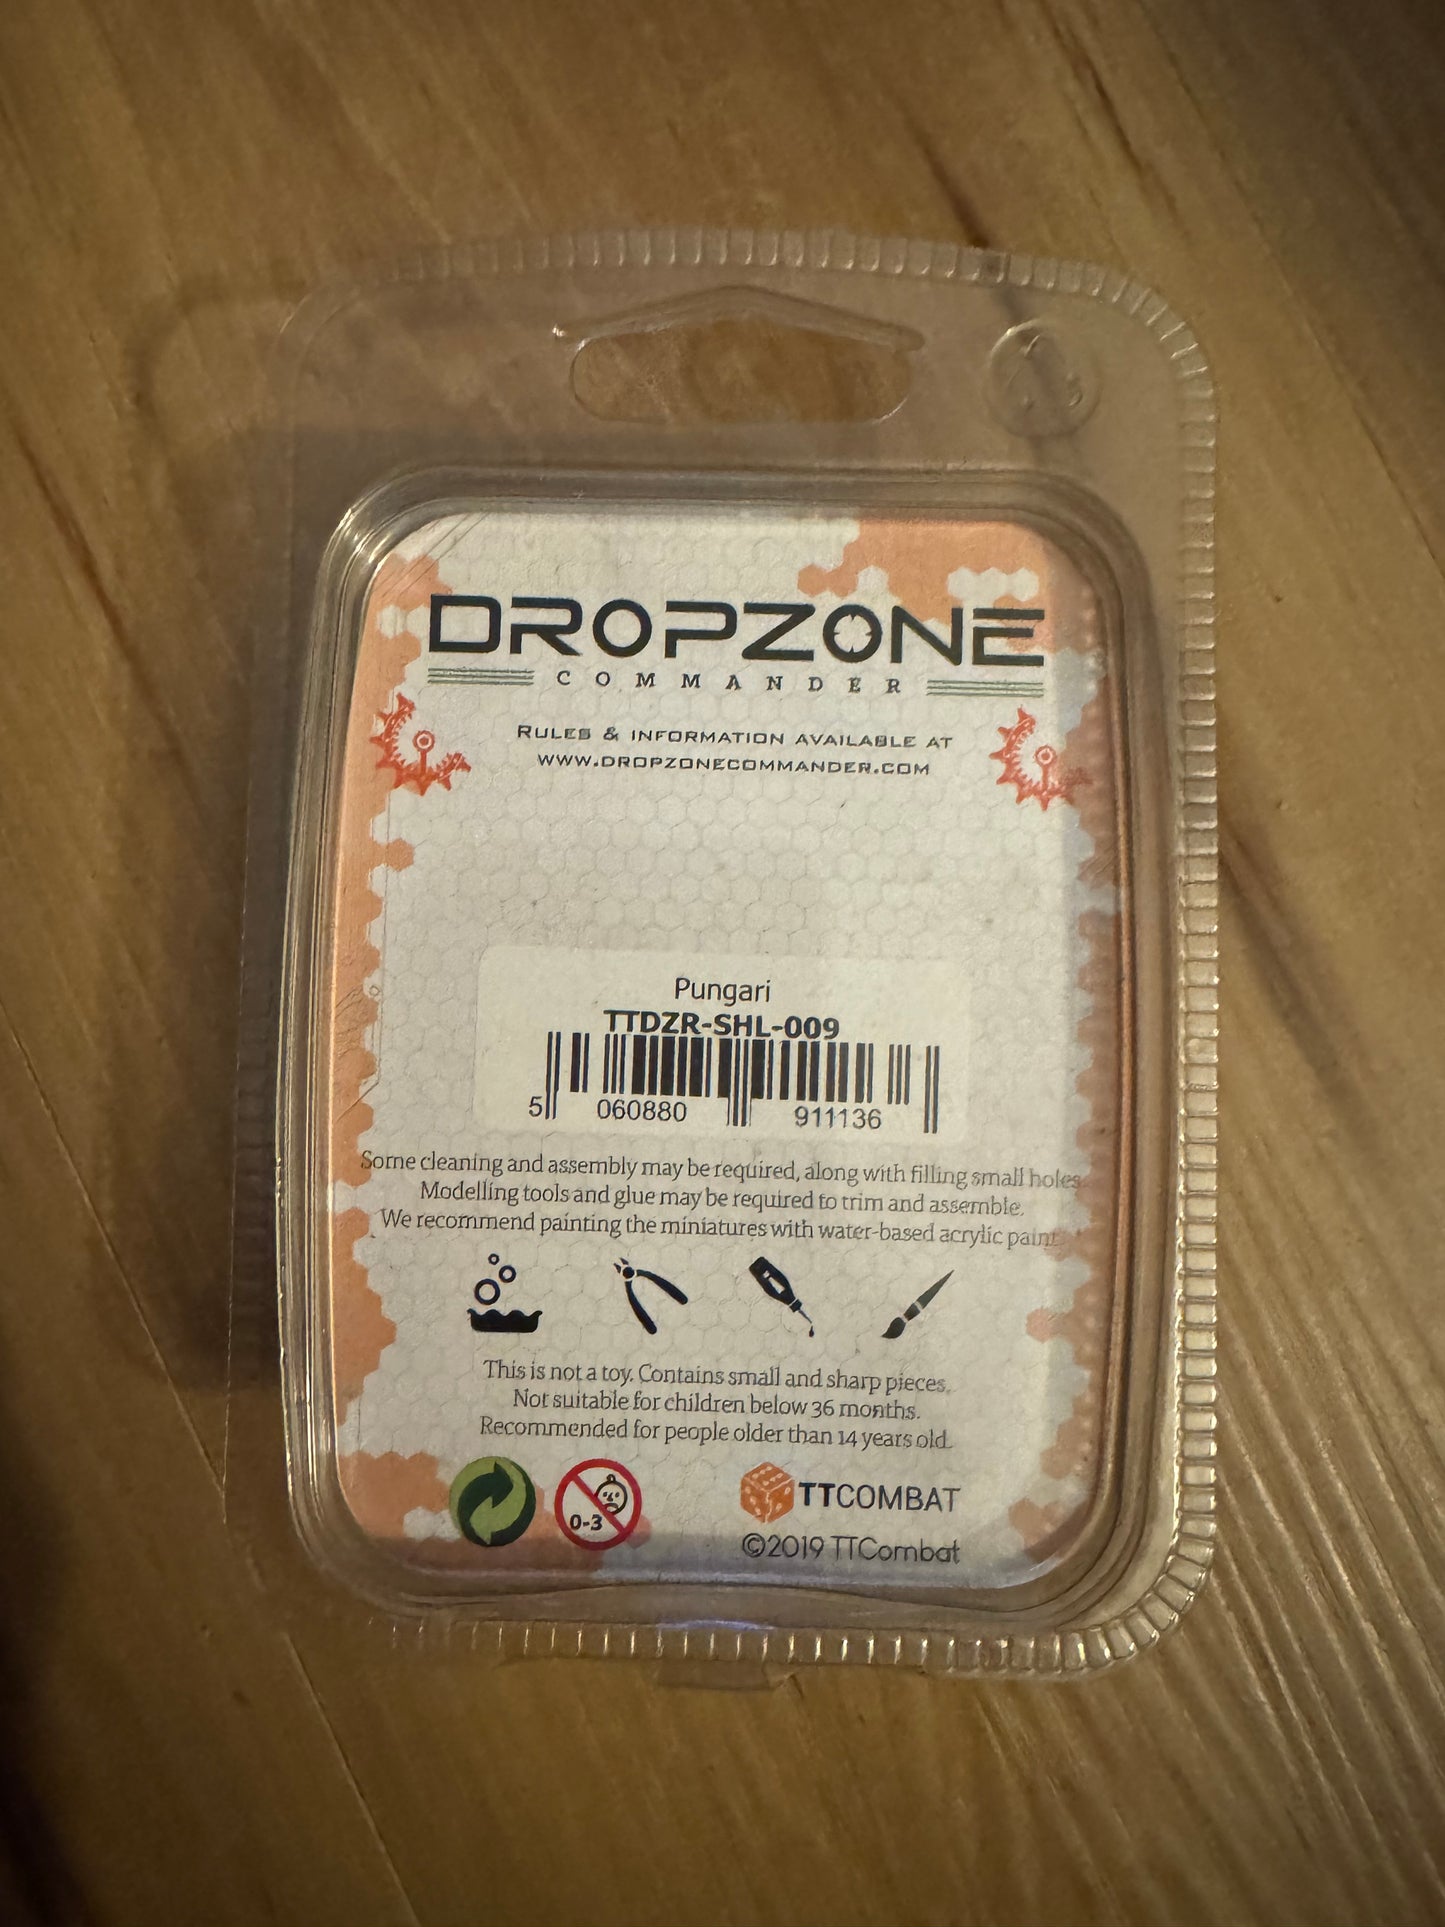 DROPZONE
COMMANDER
RULES & INFORMATION AVAILABLE AT
WWW.DROPZONECOMMANDER.COM
Pungari
TTDZR-SHL-009
5 060880 911136
Some cleaning and assembly may be required, along with filling small holes.
Modelling tools and glue may be required to trim and assemble.
We recommend painting the miniatures with water-based acrylic paint.
This is not a toy. Contains small and sharp pieces.
Not suitable for children below 36 months.
Recommended for people older than 14 years old.
0-3
TTCOMBAT
©2019 TTCombat